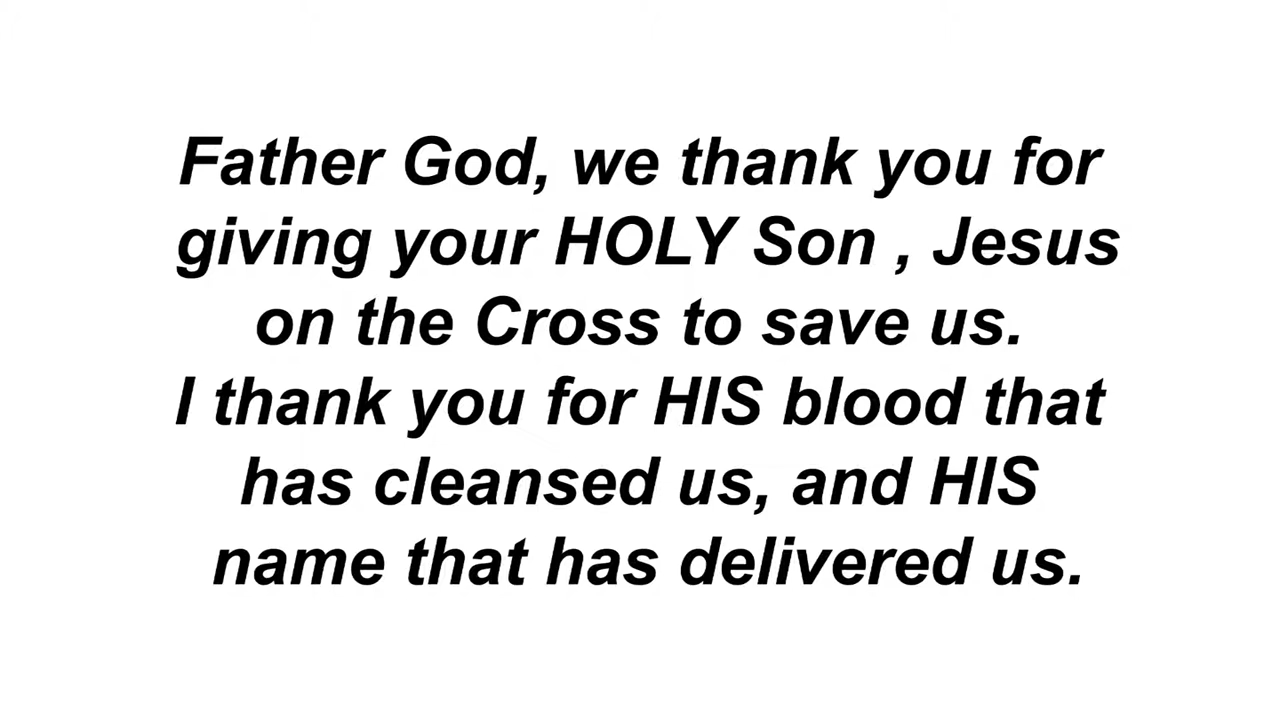 Father God, we thank you for
giving your HOLY Son , Jesus
on the Cross to save us.
I thank you for HIS blood that
has cleansed us, and HIS
name that has delivered us.